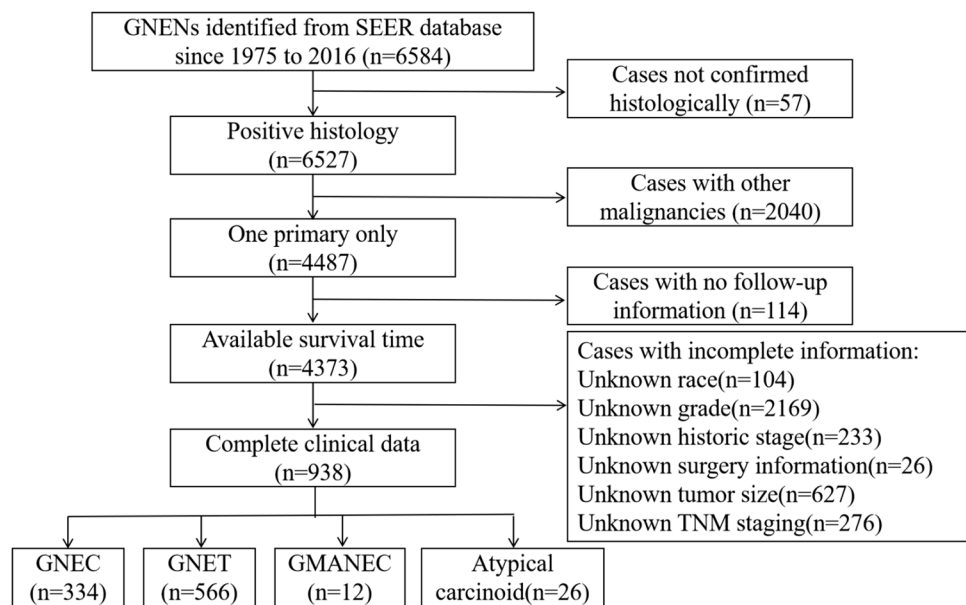 GNENs identified from SEER database
since 1975 to 2016 (n=6584)
Cases not confirmed
histologically (n=57)
Positive histology
(n=6527)
Cases with other
malignancies (n=2040)
One primary only
(n=4487)
Cases with no follow-up
information (n=114)
Available survival time
(n=4373)
Cases with incomplete information:
Unknown race(n=104)
Unknown grade(n=2169)
Unknown historic stage(n=233)
Unknown surgery information(n=26)
Unknown tumor size(n=627)
Unknown TNM staging(n=276)
Complete clinical data
(n=938)
GNEC
(n=334)
GNET
(n=566)
GMANEC
(n=12)
Atypical
carcinoid(n=26)